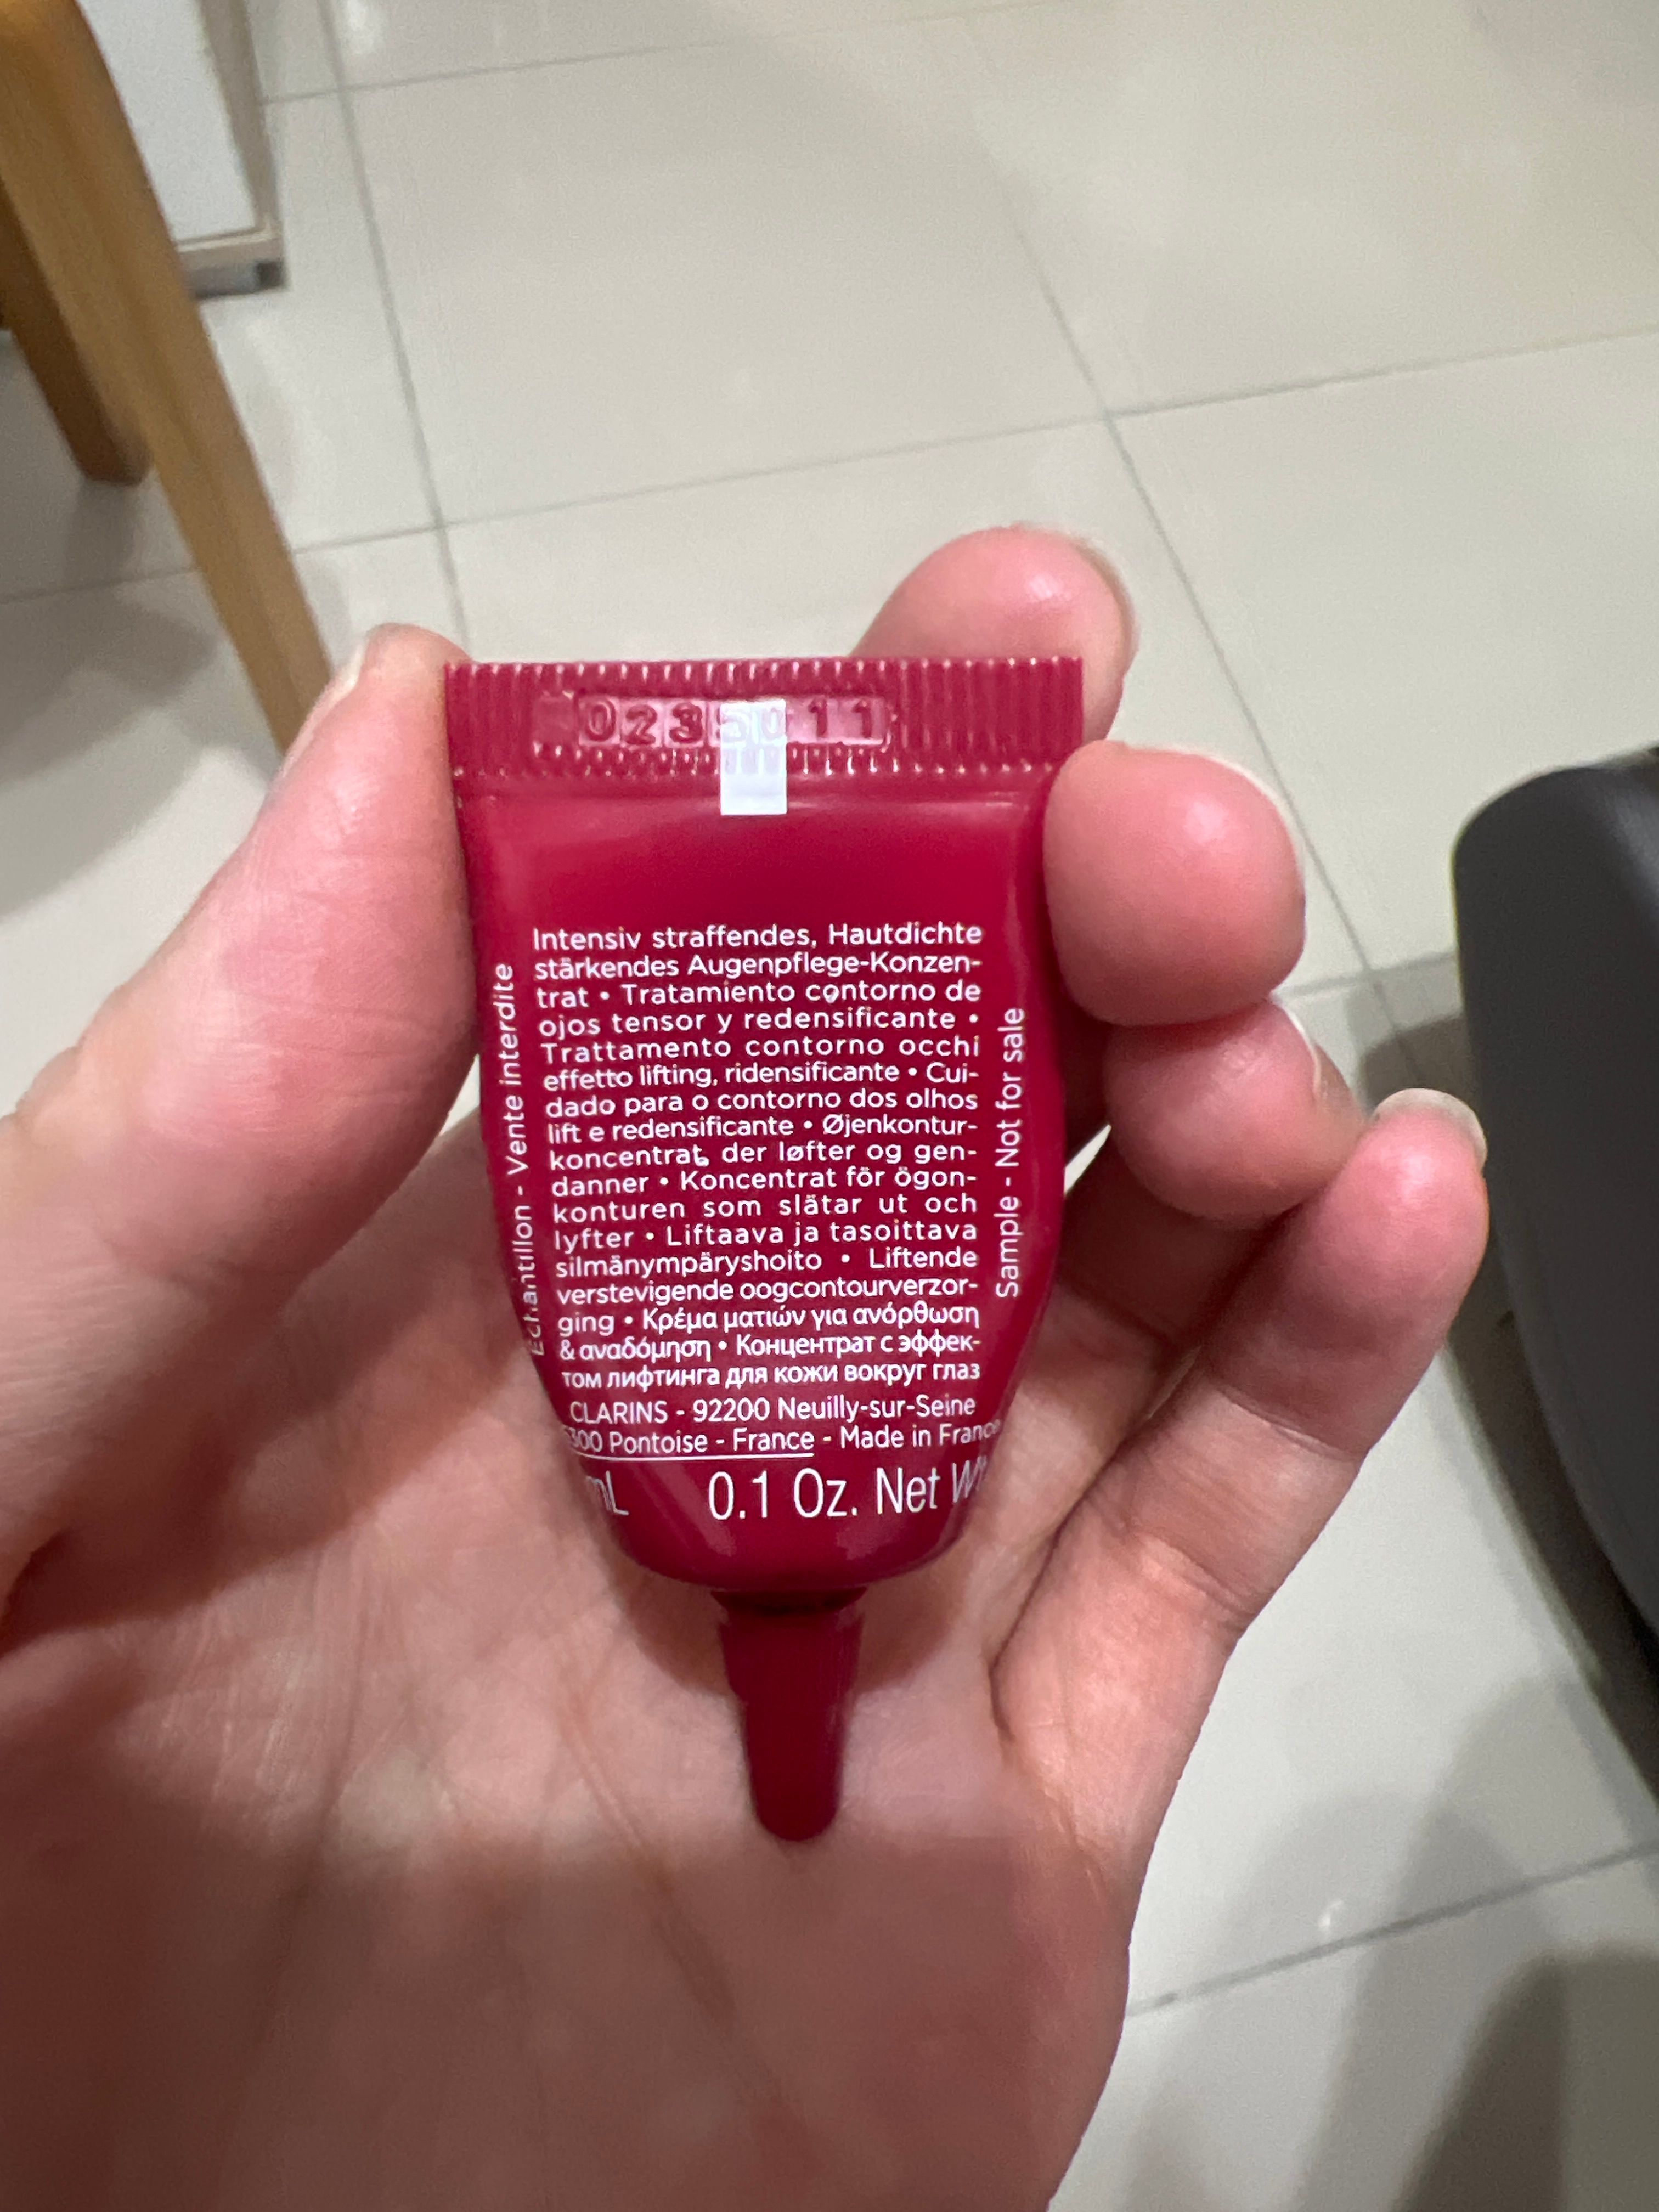 Intensiv straffendes, Hautdichte
stärkendes Augenpflege-Konzen-
trat • Tratamiento contorno de
ojos tensor y redensificante •
Trattamento contorno occhi
effetto lifting, ridensificante • Cui-
dado para o contorno dos olhos
lift e redensificante • Øjenkontur-
koncentrat, der løfter og gen-
danner • Koncentrat för ögon-
konturen som slätar ut och
lyfter • Liftaava ja tasoittava
silmänympäryshoito • Liftende
verstevigende oogcontourverzor-
ging • Κρέμα ματιών για ανόρθωση
& αναδόμηση • Концентрат с эффек-
том лифтинга для кожи вокруг глаз
CLARINS - 92200 Neuilly-sur-Seine
300 Pontoise - France - Made in France
mL 0.1 Oz. Net Wt
Echantillon - Vente interdite
Sample - Not for sale